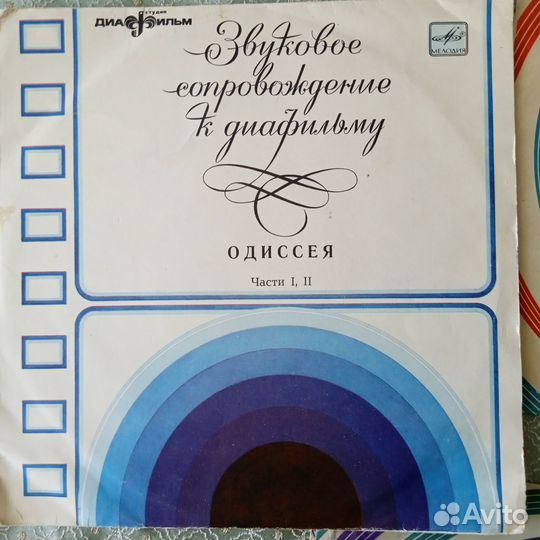 студия
ДИАФИЛЬМ
МЕЛОДИЯ
Звуковое
сопровождение
к диафильму
ОДИССЕЯ
Части I, II
Avito